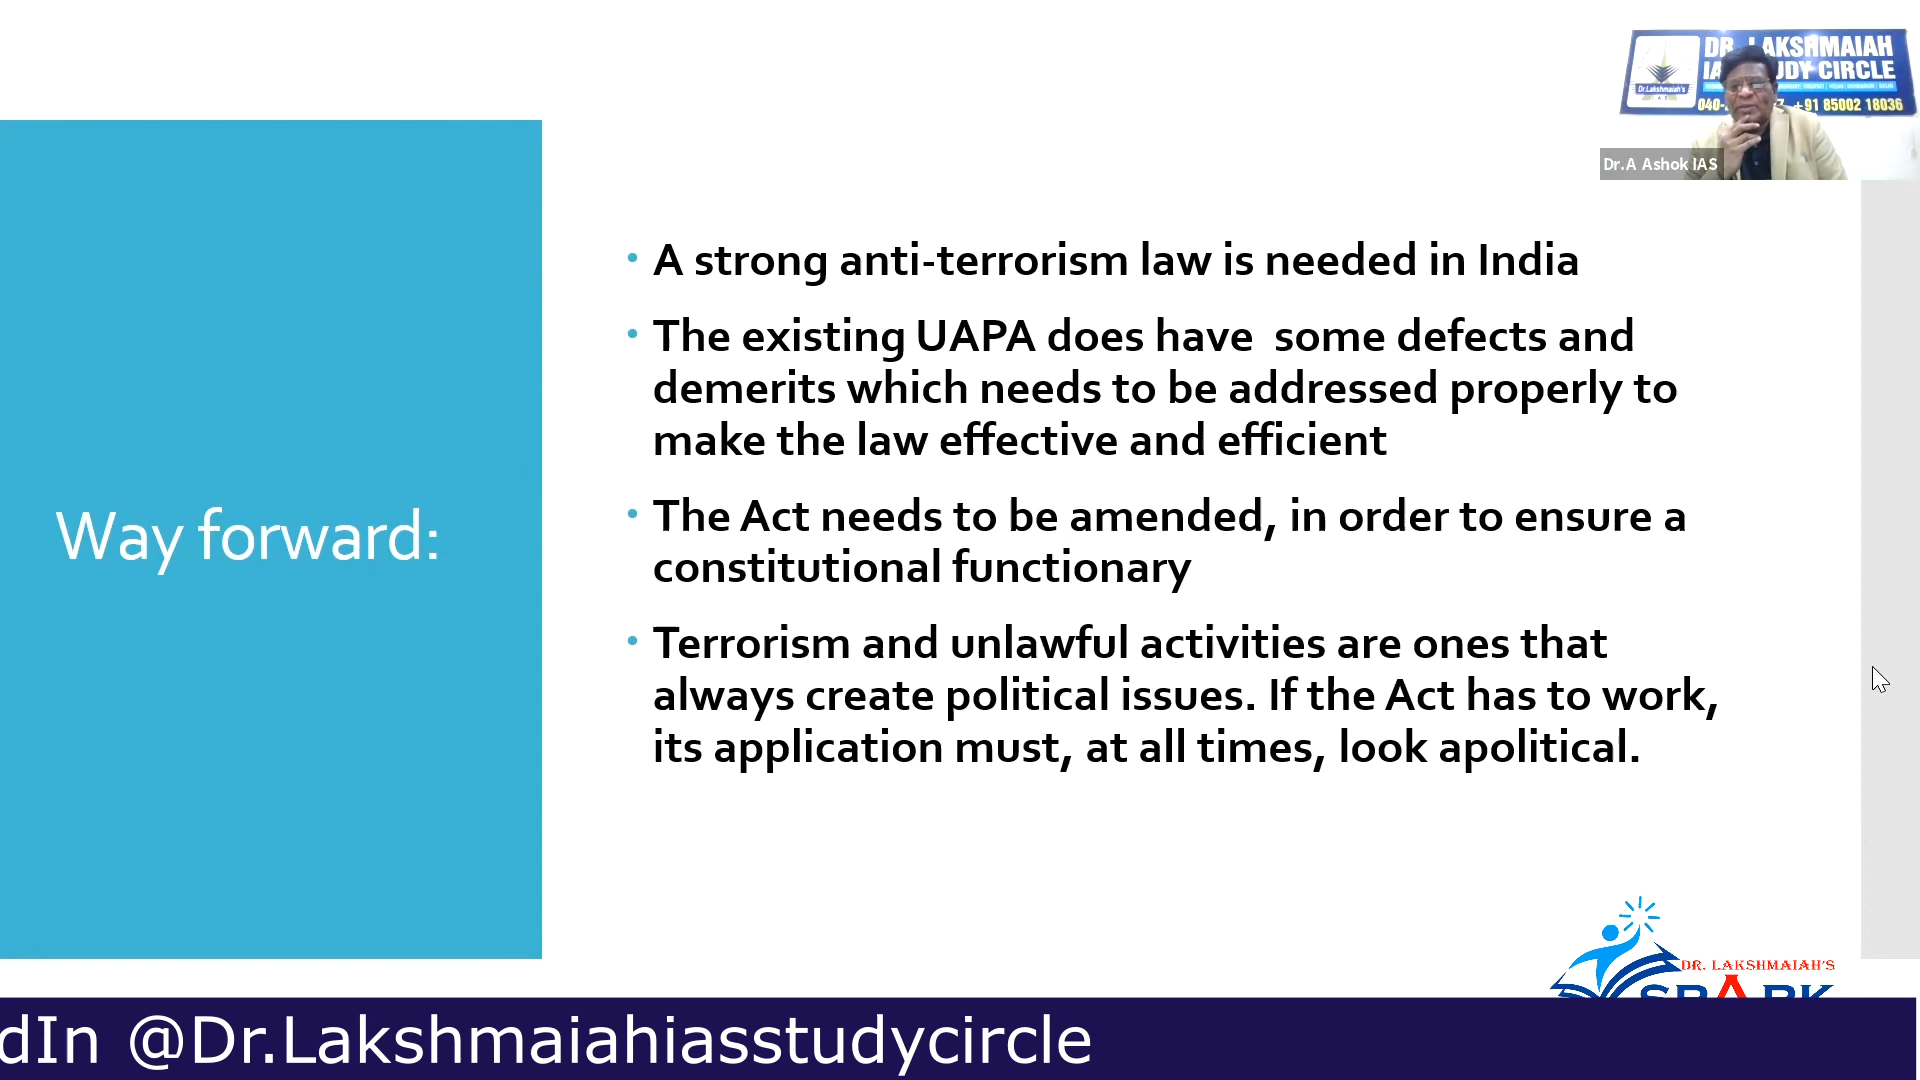 DR. LAKSHMAIAH
IAS STUDY CIRCLE
Dr.Lakshmaiah's
+91 85002 18036
Dr.A Ashok IAS
Way forward:
• A strong anti-terrorism law is needed in India
• The existing UAPA does have some defects and
demerits which needs to be addressed properly to
make the law effective and efficient
• The Act needs to be amended, in order to ensure a
constitutional functionary
• Terrorism and unlawful activities are ones that
always create political issues. If the Act has to work,
its application must, at all times, look apolitical.
DR. LAKSHMAIAH'S
SPARK
dIn @Dr.Lakshmaiahiasstudycircle